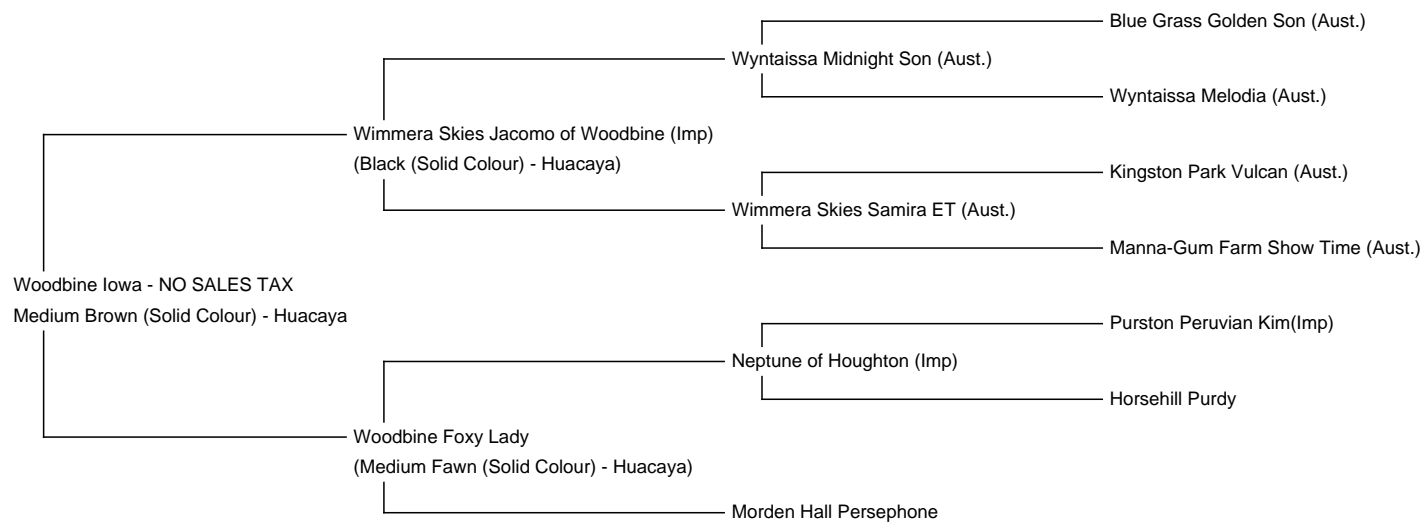 Blue Grass Golden Son (Aust.)
Wyntaissa Midnight Son (Aust.)
Wyntaissa Melodia (Aust.)
Wimmera Skies Jacomo of Woodbine (Imp)
(Black (Solid Colour) - Huacaya)
Kingston Park Vulcan (Aust.)
Wimmera Skies Samira ET (Aust.)
Manna-Gum Farm Show Time (Aust.)
Woodbine Iowa - NO SALES TAX
Medium Brown (Solid Colour) - Huacaya
Purston Peruvian Kim(Imp)
Neptune of Houghton (Imp)
Horsehill Purdy
Woodbine Foxy Lady
(Medium Fawn (Solid Colour) - Huacaya)
Morden Hall Persephone